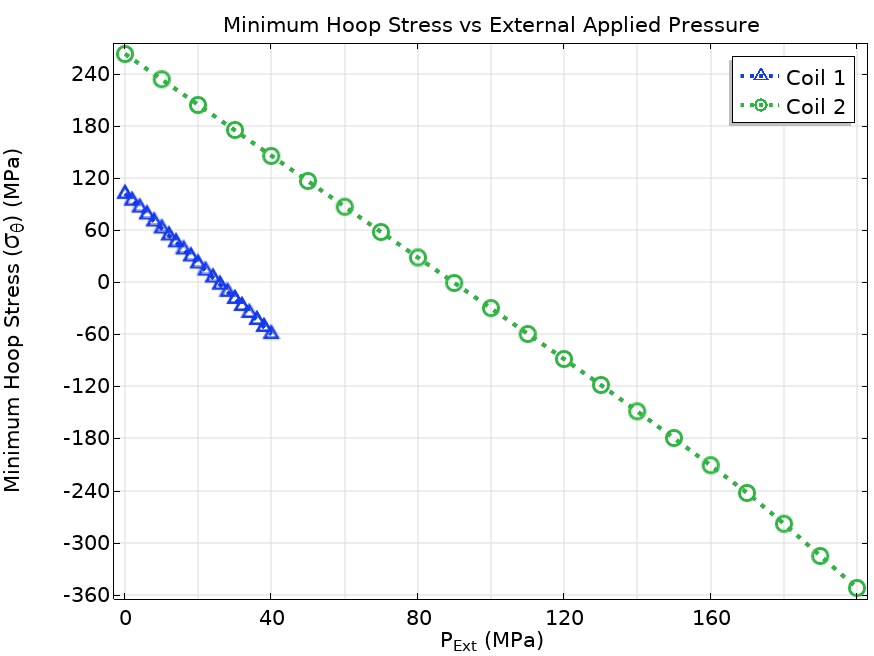 Minimum Hoop Stress vs External Applied Pressure
Coil 1
Coil 2
Minimum Hoop Stress (σθ) (MPa)
240
180
120
60
0
-60
-120
-180
-240
-300
-360
0 40 80 120 160
PExt (MPa)